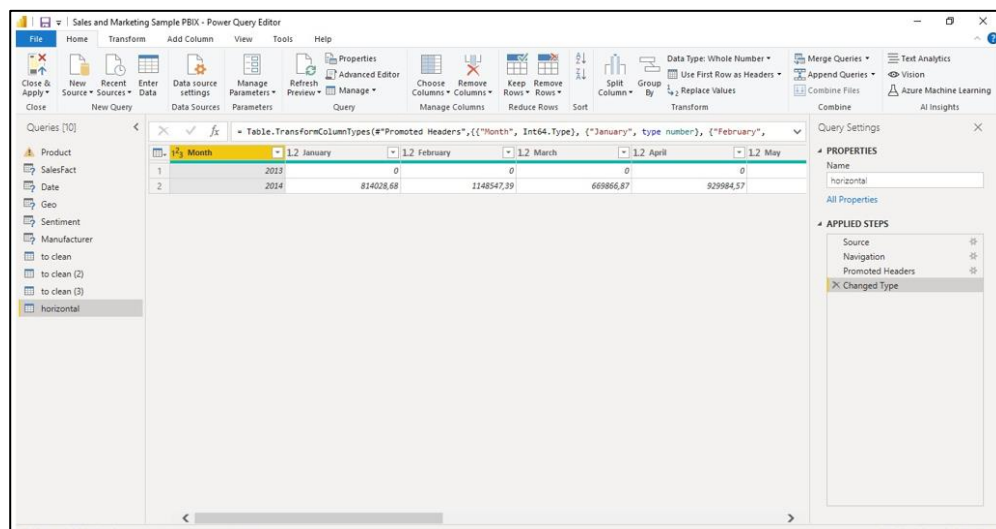 Sales and Marketing Sample PBIX - Power Query Editor
File Home Transform Add Column View Tools Help
Close & Apply
New Source
Recent Sources
Enter Data
Data source settings
Manage Parameters
Refresh Preview
Properties
Advanced Editor
Manage
Choose Columns
Remove Columns
Keep Rows
Remove Rows
Split Column
Group By
Data Type: Whole Number
Use First Row as Headers
Replace Values
Merge Queries
Append Queries
Combine Files
Text Analytics
Vision
Azure Machine Learning
Close New Query Data Sources Parameters Query Manage Columns Reduce Rows Sort Transform Combine AI Insights
Queries [10]
Product
SalesFact
Date
Geo
Sentiment
Manufacturer
to clean
to clean (2)
to clean (3)
horizontal
fx = Table.TransformColumnTypes(#"Promoted Headers",{{"Month", Int64.Type}, {"January", type number}, {"February",
123 Month 1.2 January 1.2 February 1.2 March 1.2 April 1.2 May
1 2013 0 0 0 0
2 2014 814028,68 1148547,39 669866,87 929984,57
Query Settings
PROPERTIES
Name
horizontal
All Properties
APPLIED STEPS
Source
Navigation
Promoted Headers
Changed Type